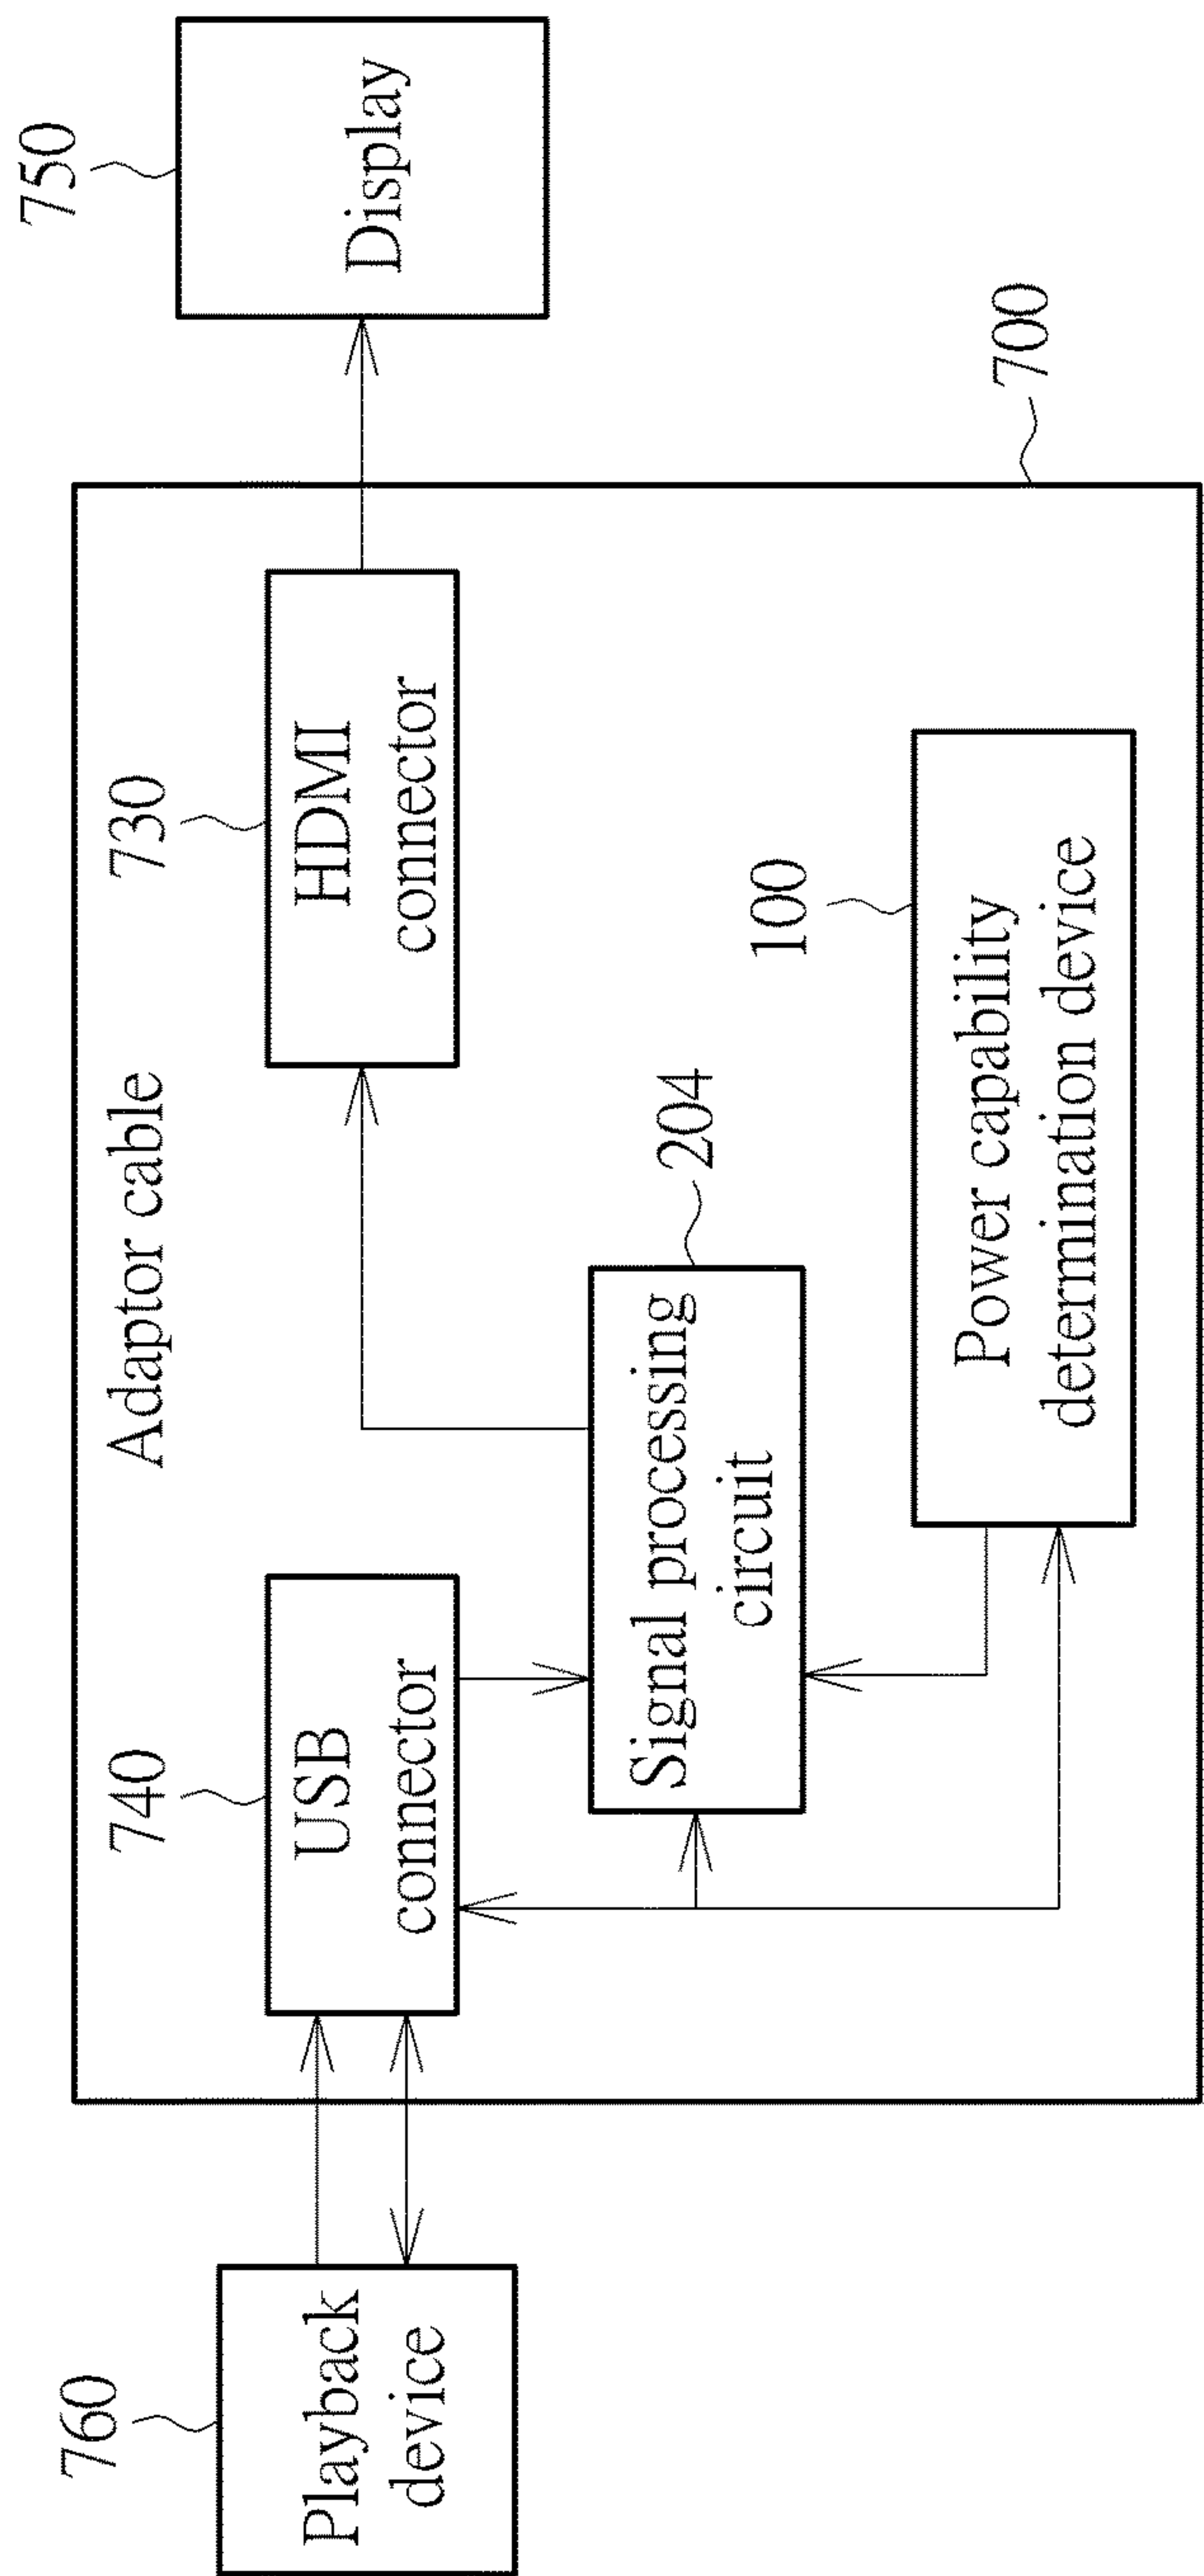 Adaptor cable
760
Playback
device
740
USB
connector
730
HDMI
connector
750
Display
Signal processing
circuit
204
100
Power capability
determination device
700